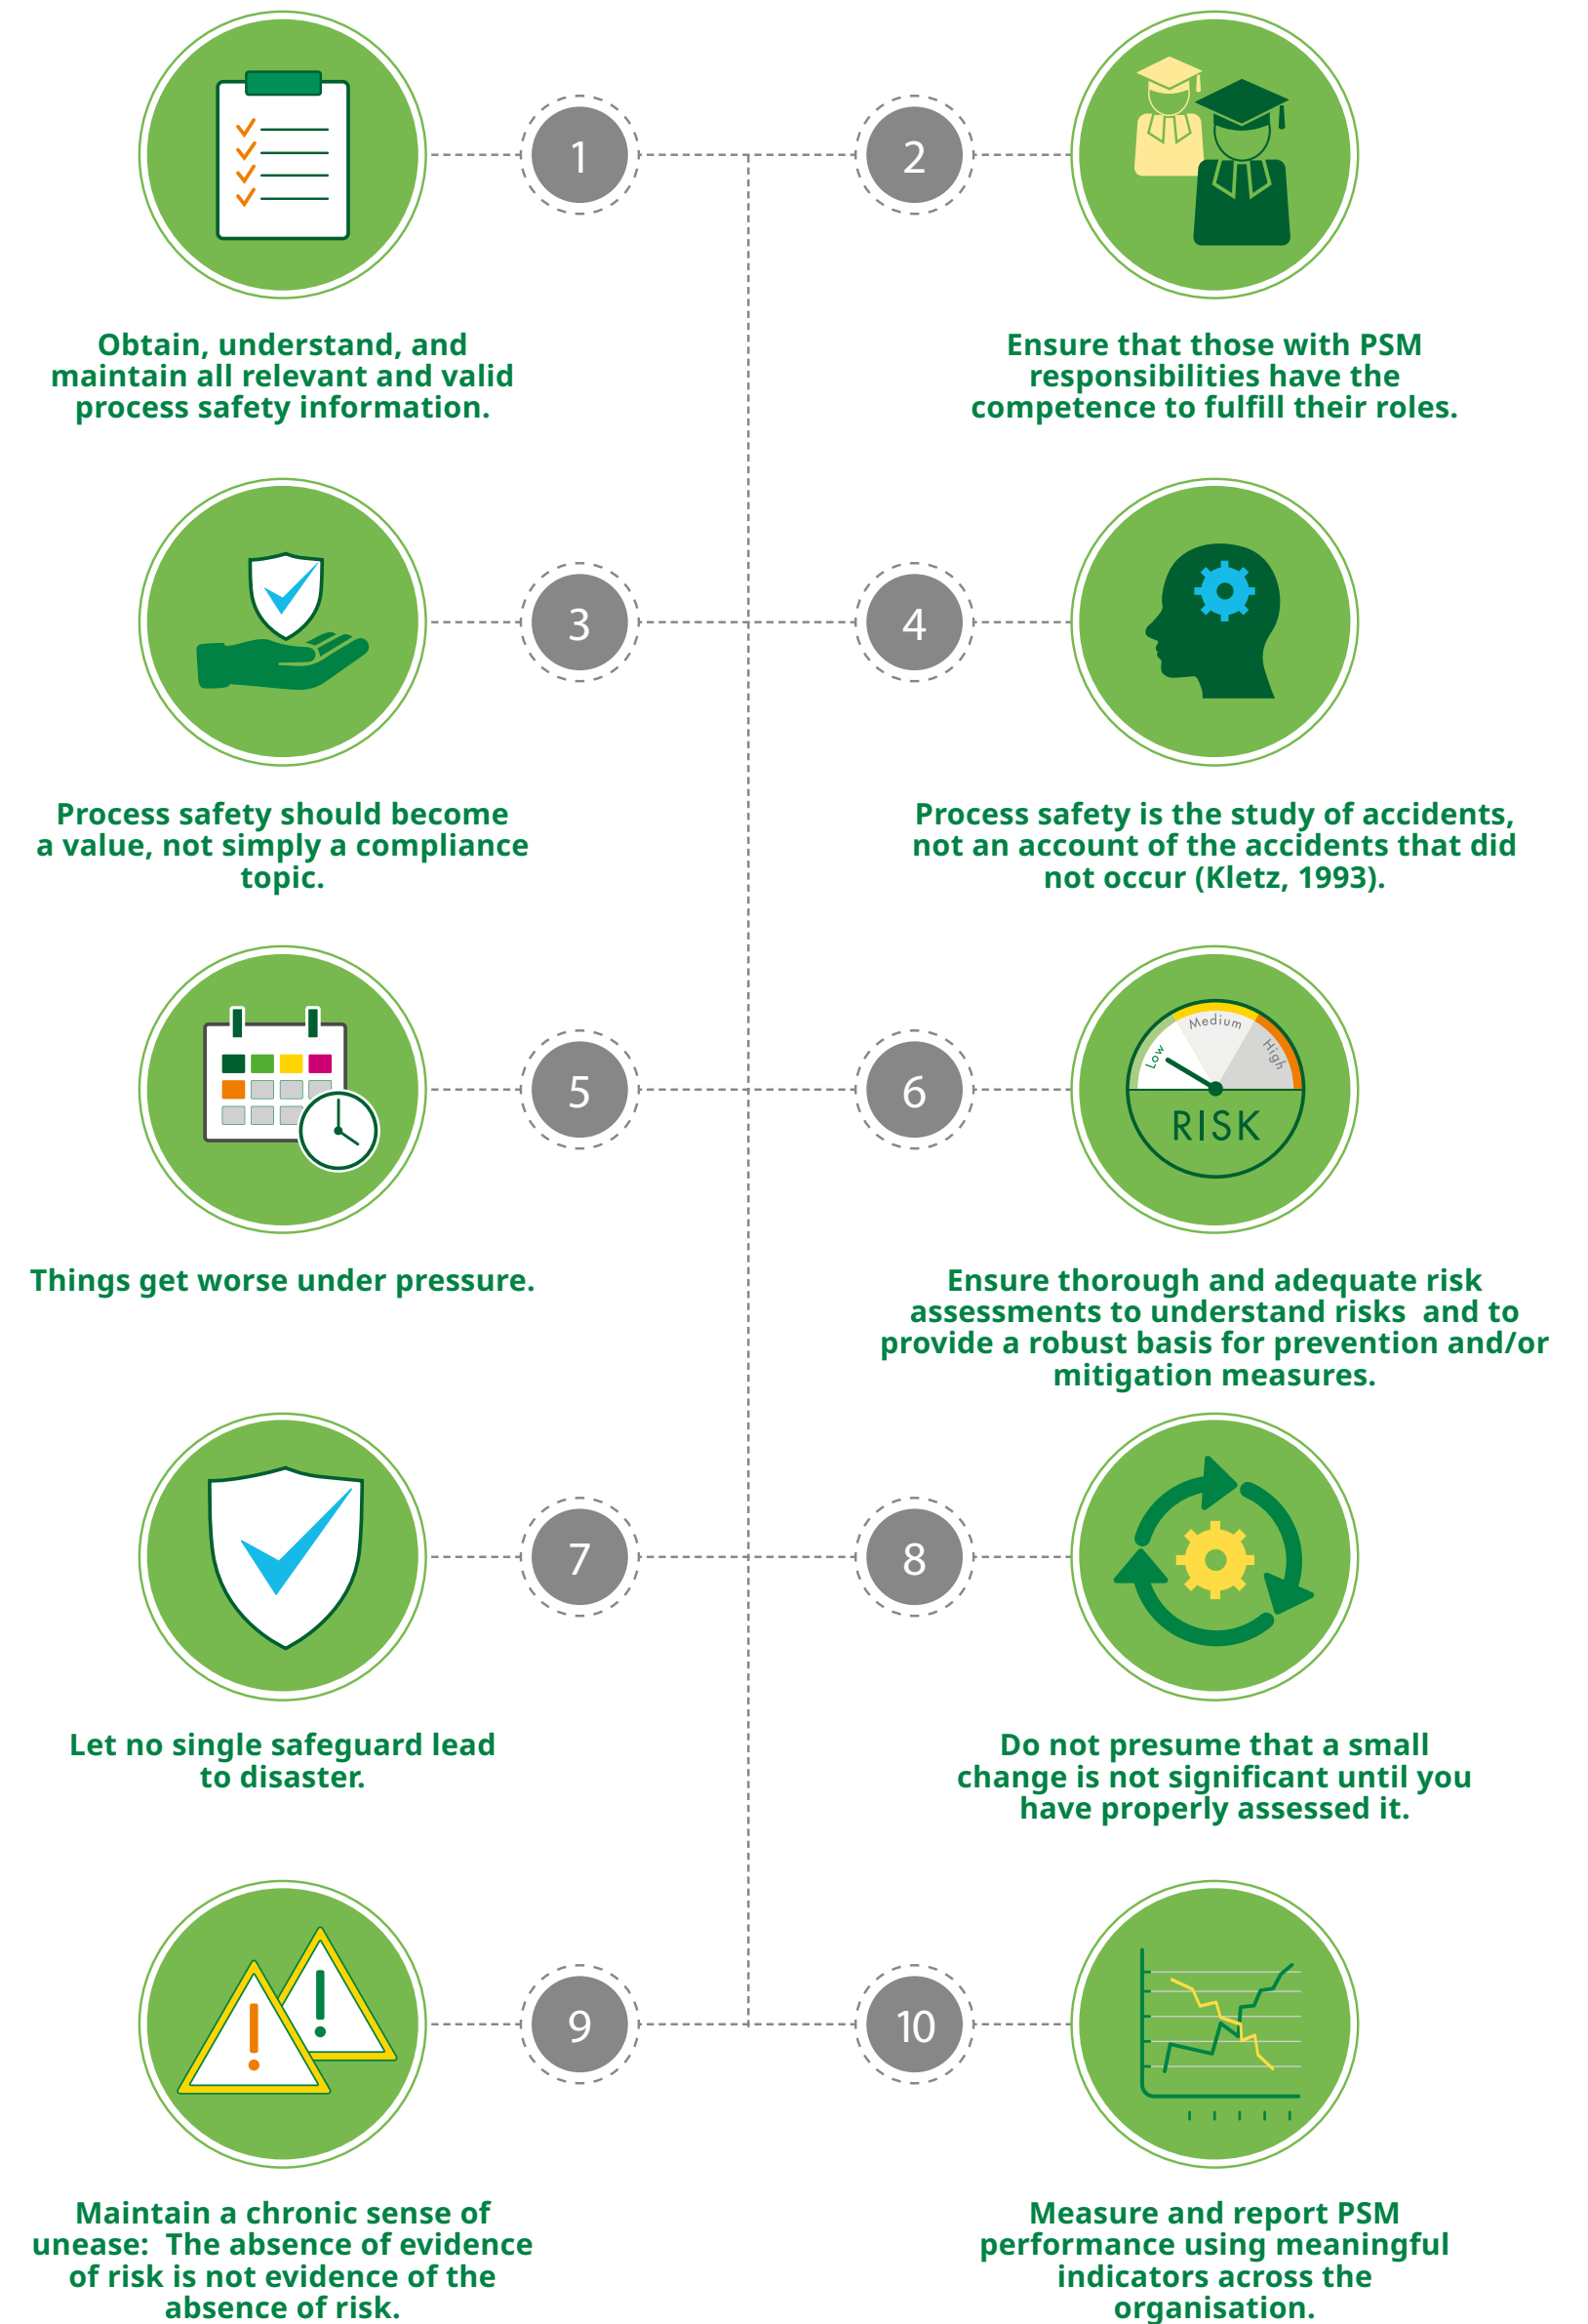 1
2
Obtain, understand, and
maintain all relevant and valid
process safety information.
Ensure that those with PSM
responsibilities have the
competence to fulfill their roles.
3
4
Process safety should become
a value, not simply a compliance
topic.
Process safety is the study of accidents,
not an account of the accidents that did
not occur (Kletz, 1993).
5
6
Low
Medium
High
RISK
Things get worse under pressure.
Ensure thorough and adequate risk
assessments to understand risks  and to
provide a robust basis for prevention and/or
mitigation measures.
7
8
Let no single safeguard lead
to disaster.
Do not presume that a small
change is not significant until you
have properly assessed it.
9
10
Maintain a chronic sense of
unease:  The absence of evidence
of risk is not evidence of the
absence of risk.
Measure and report PSM
performance using meaningful
indicators across the
organisation.